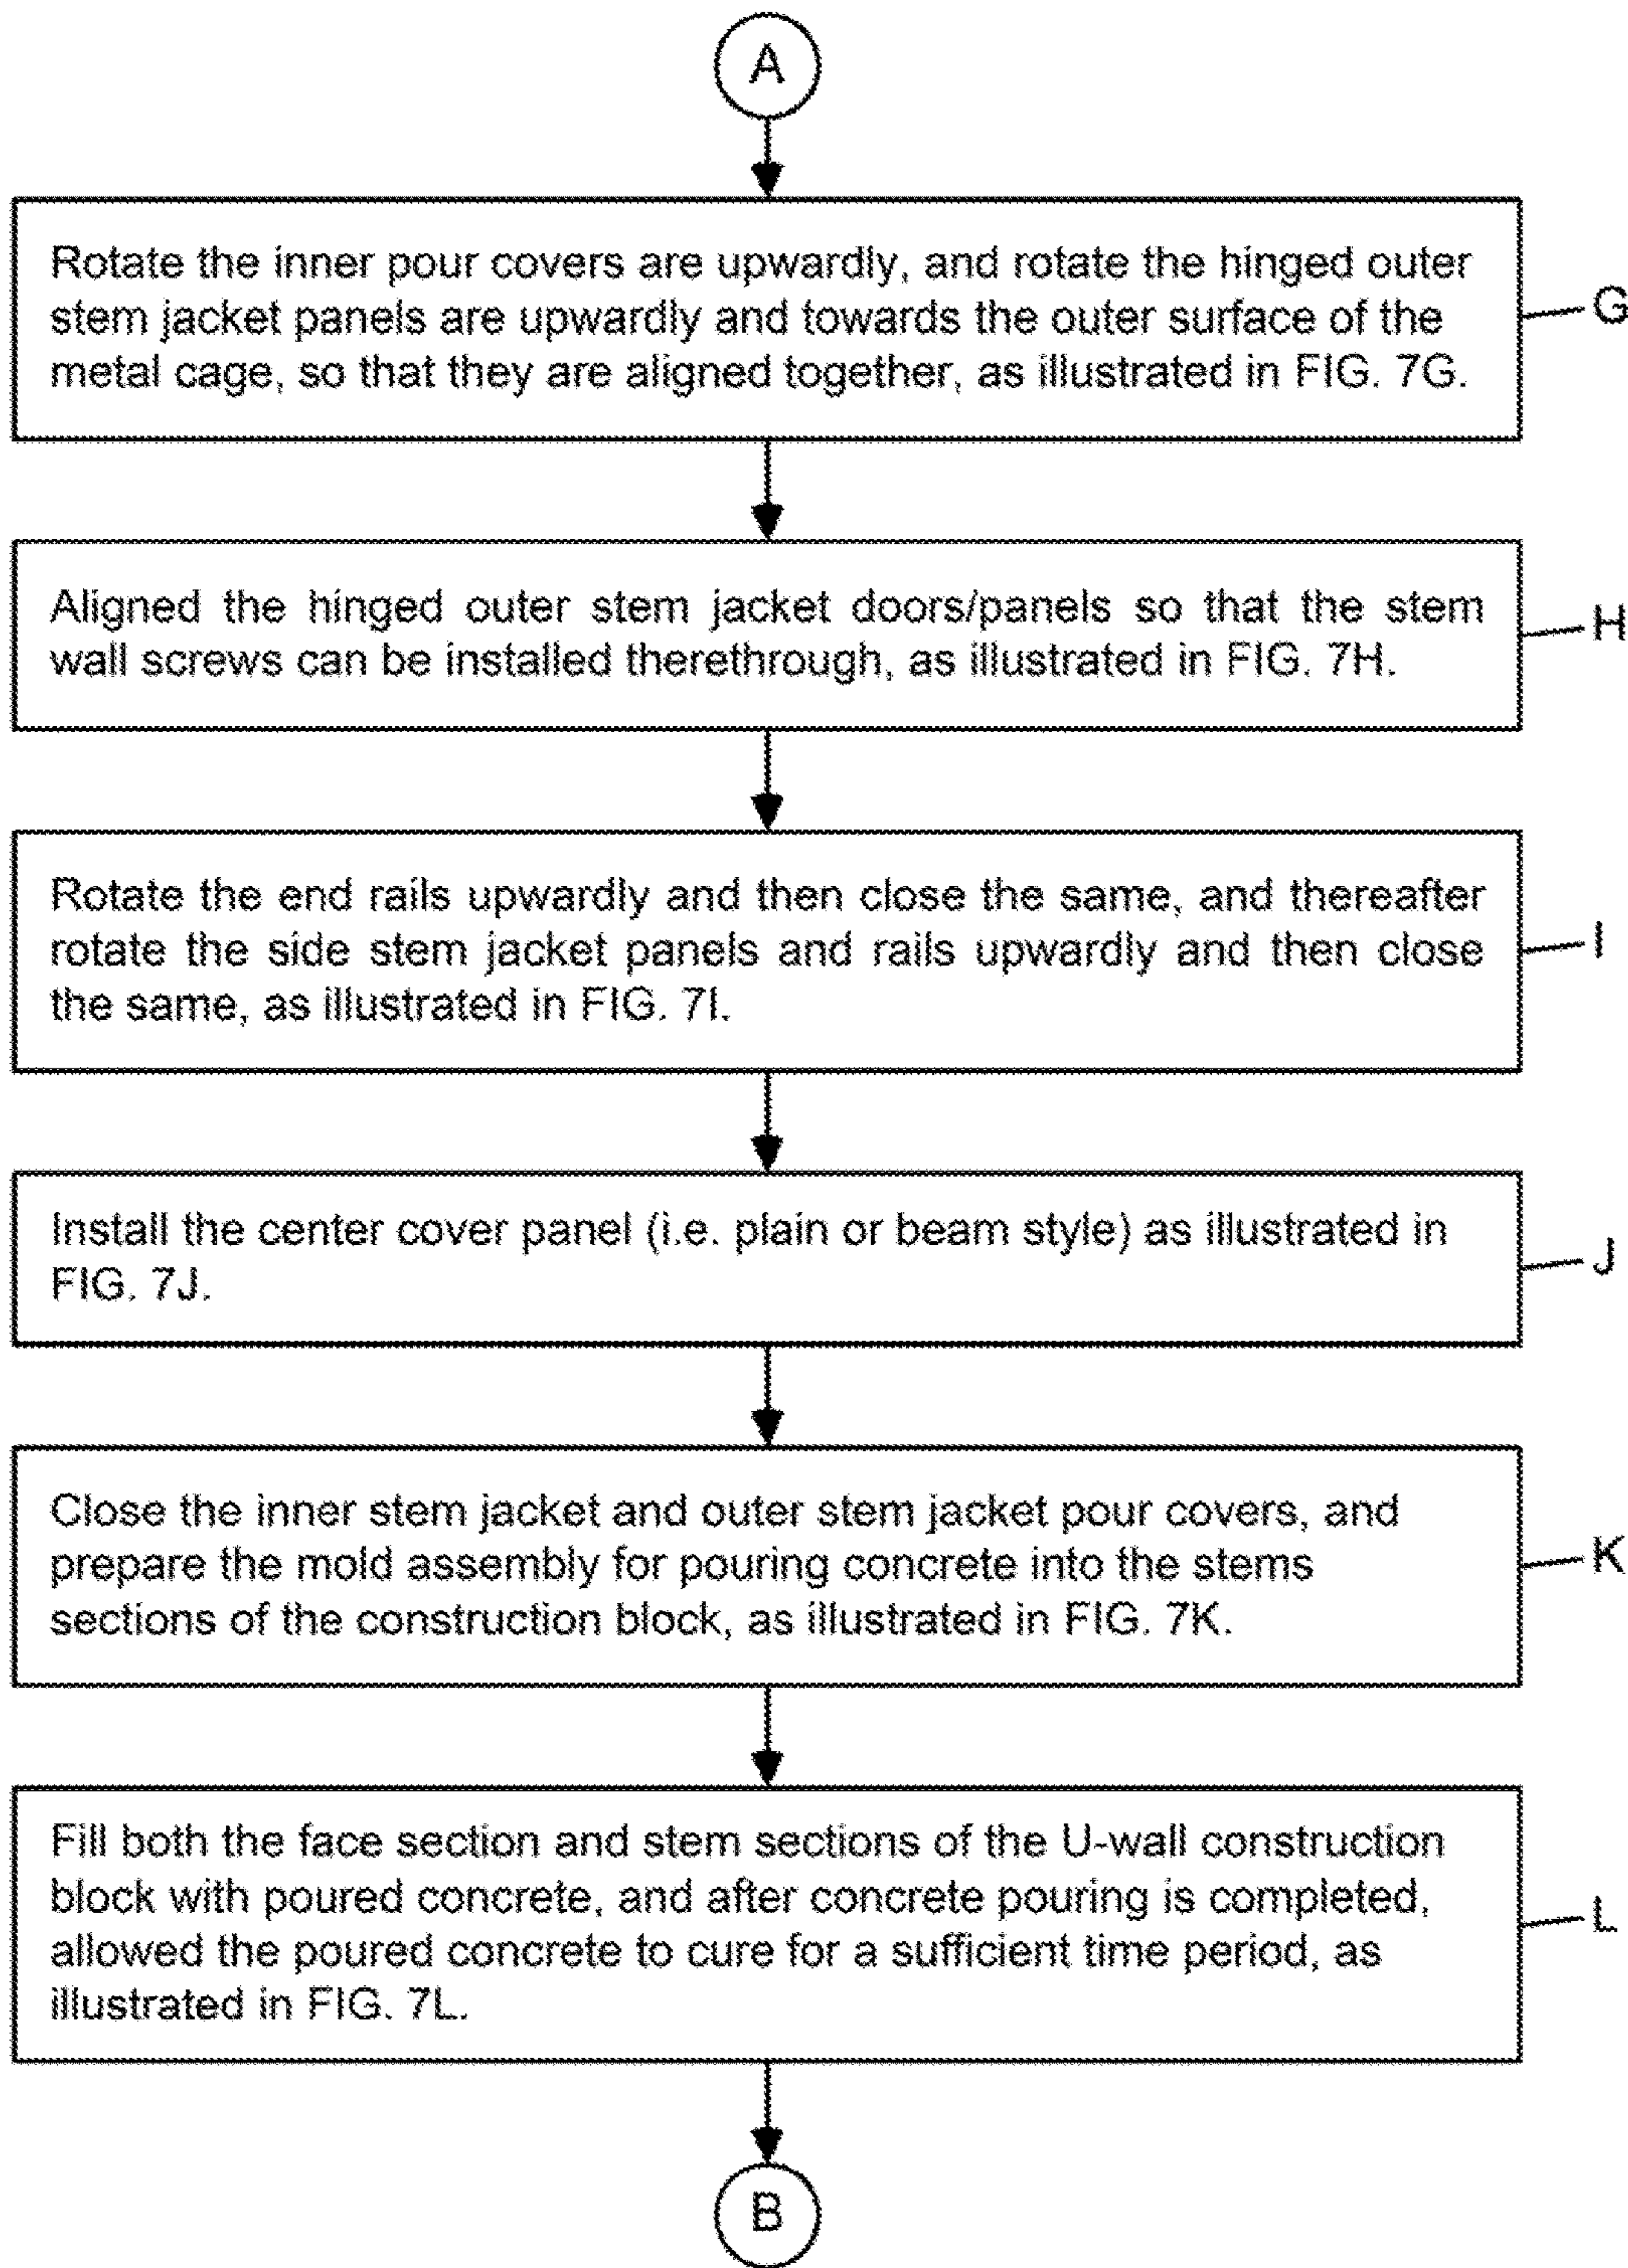 A
Rotate the inner pour covers are upwardly, and rotate the hinged outer
stem jacket panels are upwardly and towards the outer surface of the
metal cage, so that they are aligned together, as illustrated in FIG. 7G.
G
Aligned the hinged outer stem jacket doors/panels so that the stem
wall screws can be installed therethrough, as illustrated in FIG. 7H.
H
Rotate the end rails upwardly and then close the same, and thereafter
rotate the side stem jacket panels and rails upwardly and then close
the same, as illustrated in FIG. 7I.
I
Install the center cover panel (i.e. plain or beam style) as illustrated in
FIG. 7J.
J
Close the inner stem jacket and outer stem jacket pour covers, and
prepare the mold assembly for pouring concrete into the stems
sections of the construction block, as illustrated in FIG. 7K.
K
Fill both the face section and stem sections of the U-wall construction
block with poured concrete, and after concrete pouring is completed,
allowed the poured concrete to cure for a sufficient time period, as
illustrated in FIG. 7L.
L
B